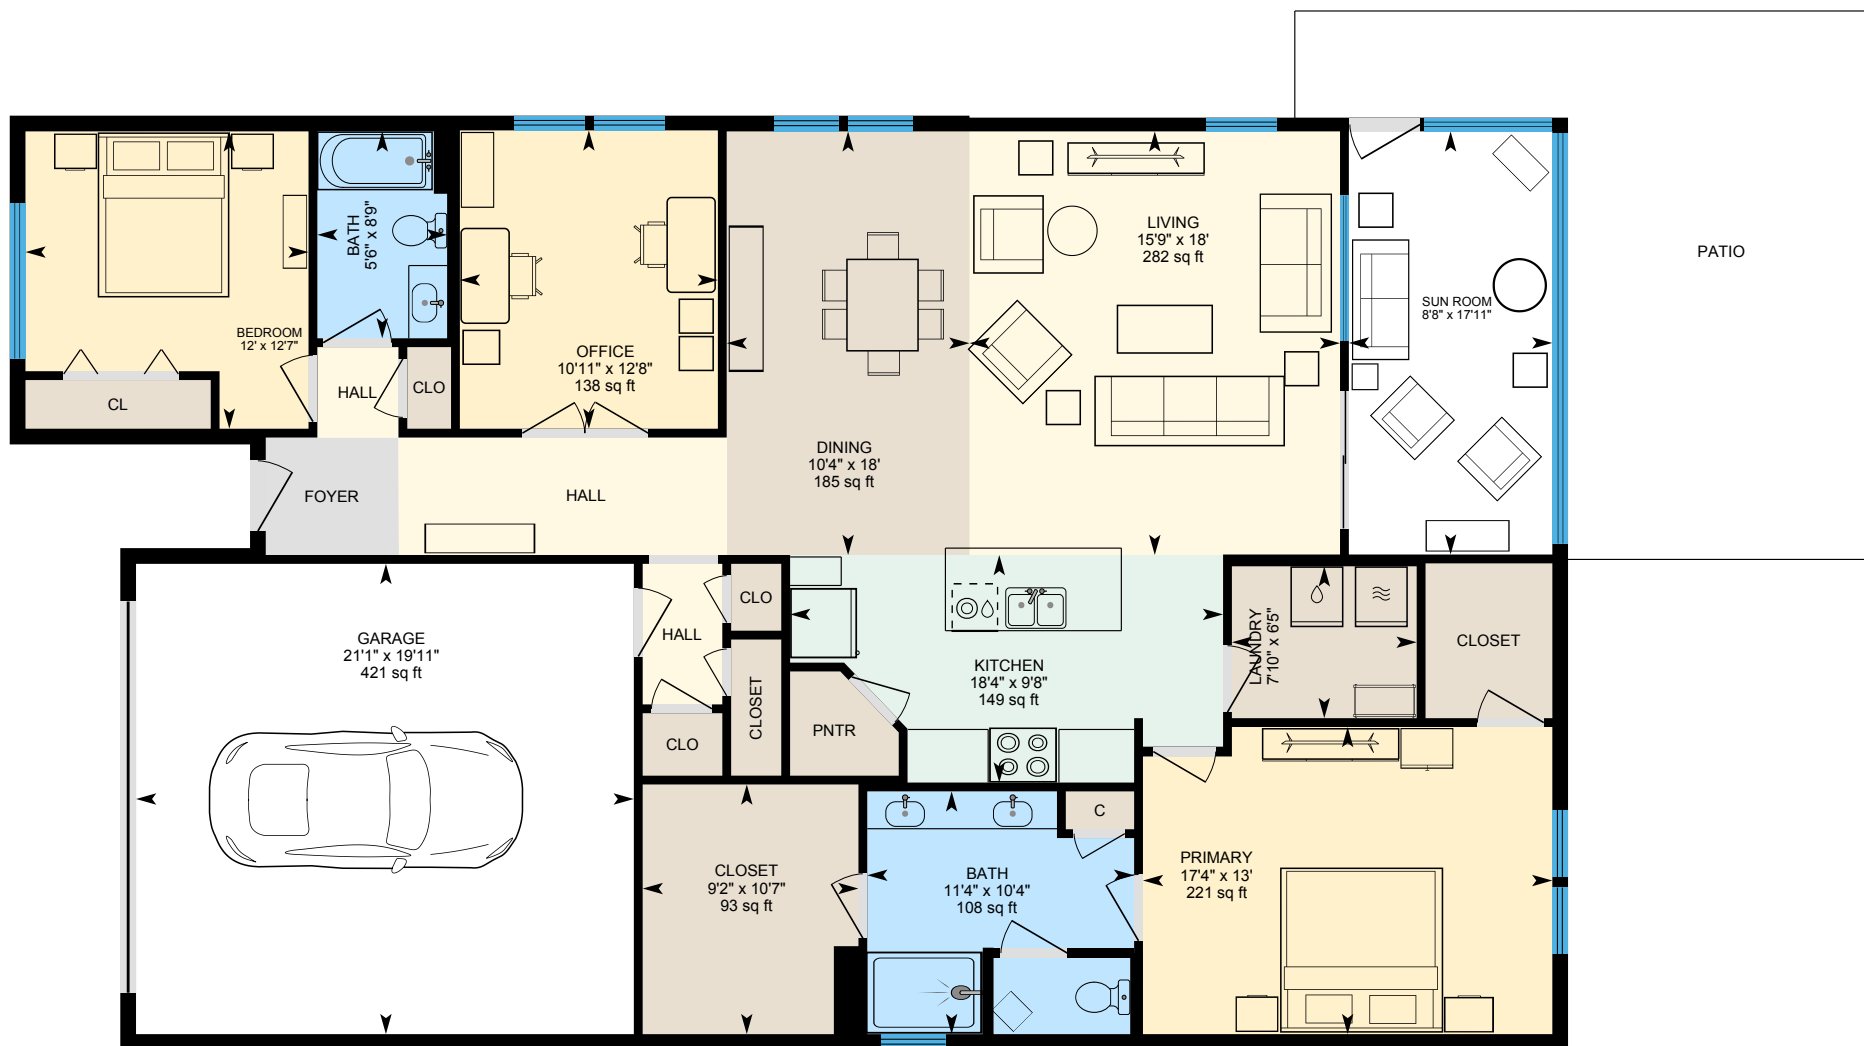 PATIO
BATH
5'6" x 8'9"
LIVING
15'9" x 18'
282 sq ft
SUN ROOM
8'8" x 17'11"
BEDROOM
12' x 12'7"
OFFICE
10'11" x 12'8"
138 sq ft
HALL
CLO
CL
DINING
10'4" x 18'
185 sq ft
FOYER
HALL
GARAGE
21'1" x 19'11"
421 sq ft
HALL
CLO
CLOSET
CLO
PNTR
KITCHEN
18'4" x 9'8"
149 sq ft
LAUNDRY
7'10" x 6'5"
CLOSET
C
CLOSET
9'2" x 10'7"
93 sq ft
BATH
11'4" x 10'4"
108 sq ft
PRIMARY
17'4" x 13'
221 sq ft